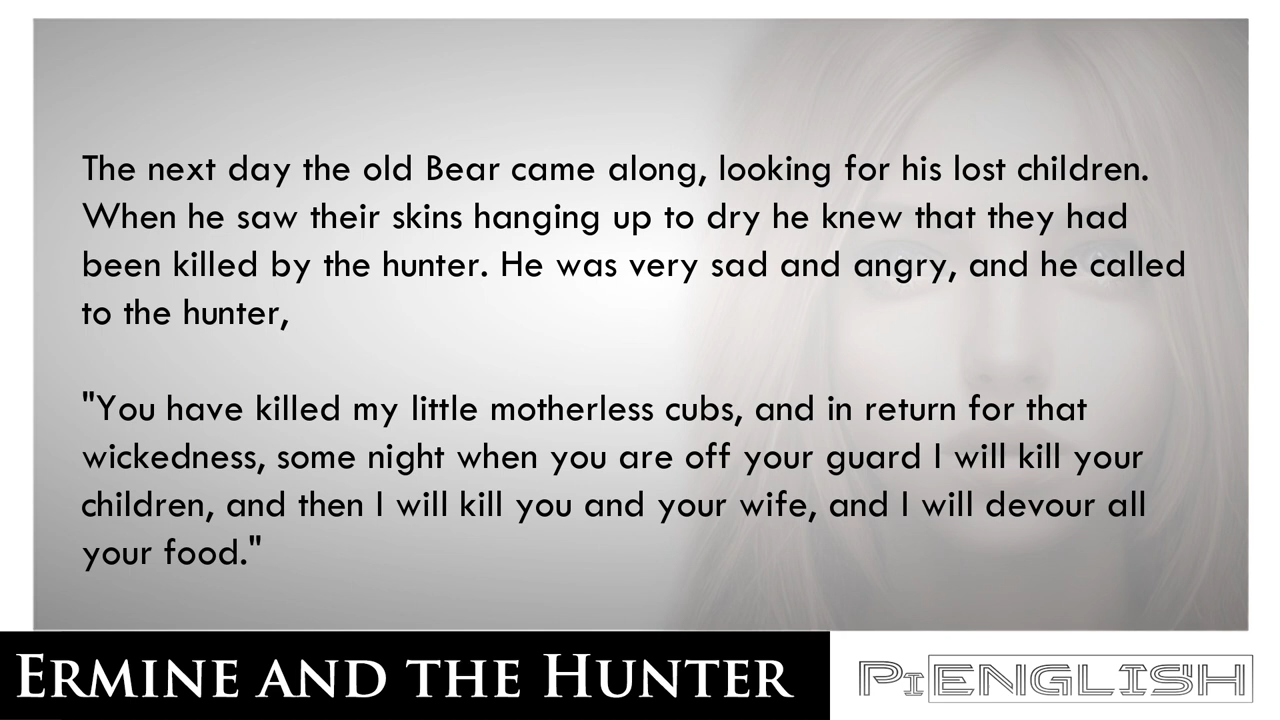 The next day the old Bear came along, looking for his lost children.
When he saw their skins hanging up to dry he knew that they had
been killed by the hunter. He was very sad and angry, and he called
to the hunter,
"You have killed my little motherless cubs, and in return for that
wickedness, some night when you are off your guard I will kill your
children, and then I will kill you and your wife, and I will devour all
your food."
ERMINE AND THE HUNTER
PIENGLISH